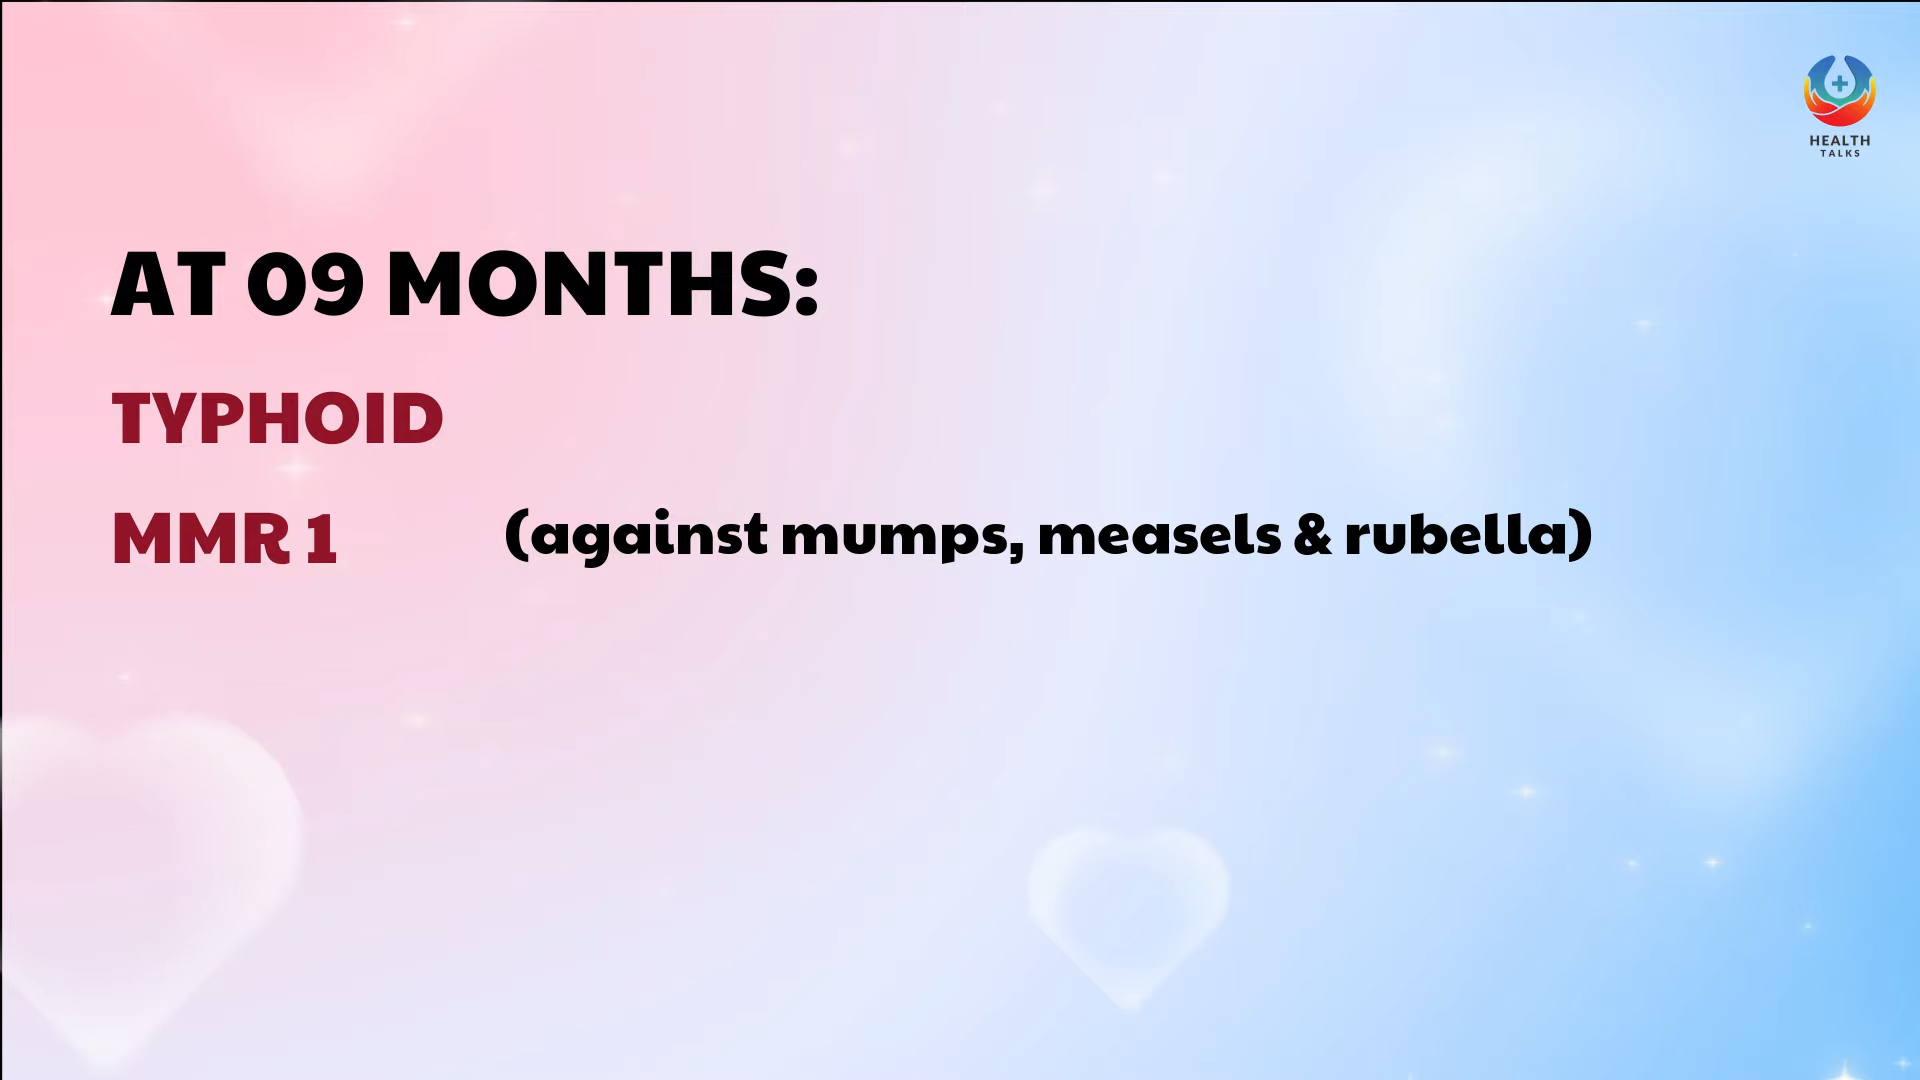 HEALTH
TALKS
AT 09 MONTHS:
TYPHOID
MMR 1 (against mumps, measels & rubella)